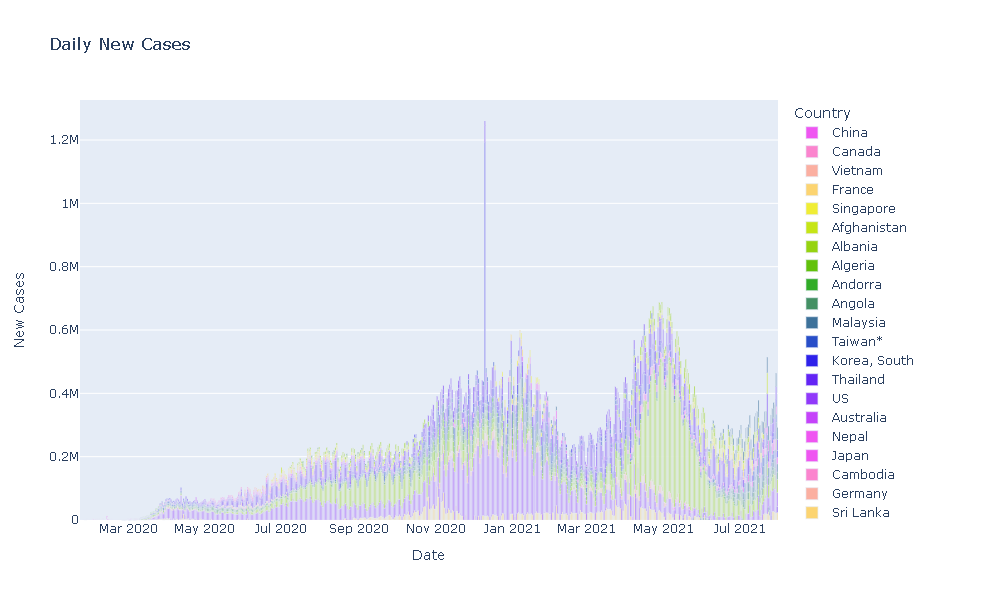 Daily New Cases
Country
China
Canada
Vietnam
France
Singapore
Afghanistan
Albania
Algeria
Andorra
Angola
Malaysia
Taiwan*
Korea, South
Thailand
US
Australia
Nepal
Japan
Cambodia
Germany
Sri Lanka
New Cases
1.2M
1M
0.8M
0.6M
0.4M
0.2M
0
Mar 2020 May 2020 Jul 2020 Sep 2020 Nov 2020 Jan 2021 Mar 2021 May 2021 Jul 2021
Date